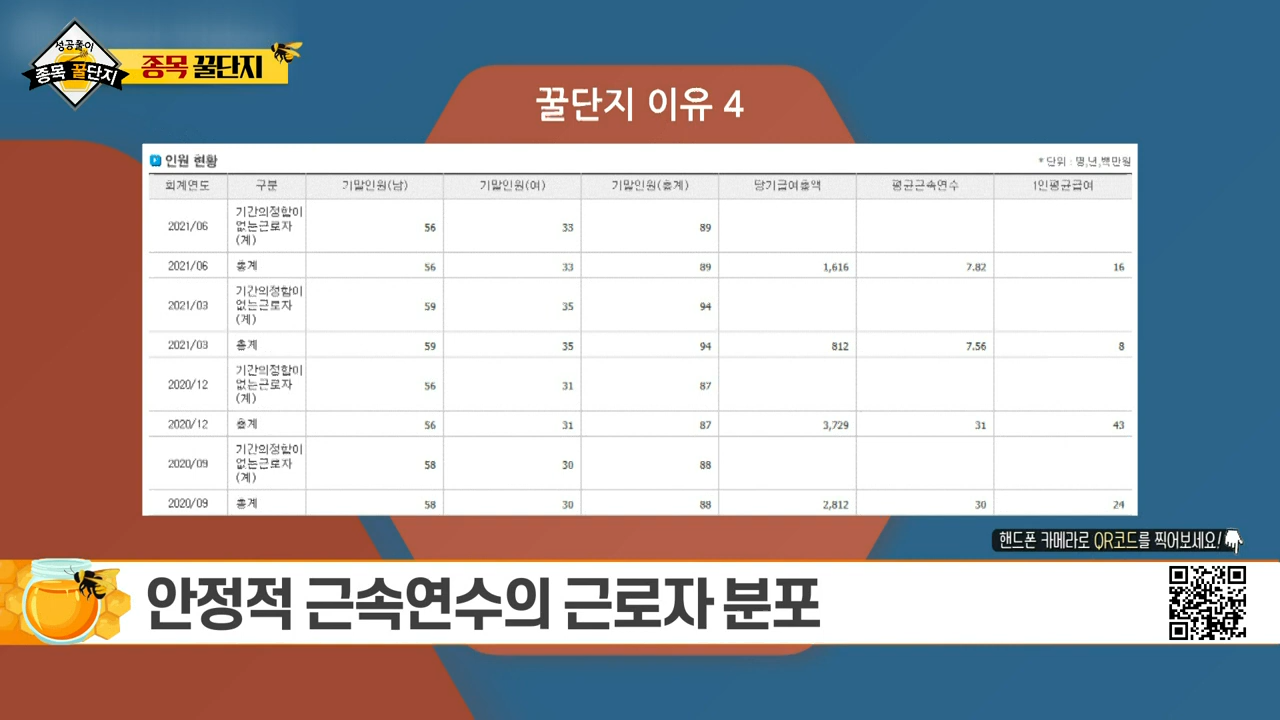 성공풀이
종목 꿀단지
종목 꿀단지
꿀단지 이유 4
인원 현황
* 단위 : 명,년,백만원
회계연도 구분 기말인원(남) 기말인원(여) 기말인원(총계) 당기급여총액 평균근속연수 1인평균급여
2021/06 기간의정함이
없는근로자
(계) 56 33 89
2021/06 총계 56 33 89 1,616 7.82 16
2021/03 기간의정함이
없는근로자
(계) 59 35 94
2021/03 총계 59 35 94 812 7.56 8
2020/12 기간의정함이
없는근로자
(계) 56 31 87
2020/12 총계 56 31 87 3,729 31 43
2020/09 기간의정함이
없는근로자
(계) 58 30 88
2020/09 총계 58 30 88 2,812 30 24
핸드폰 카메라로 QR코드를 찍어보세요!
안정적 근속연수의 근로자 분포